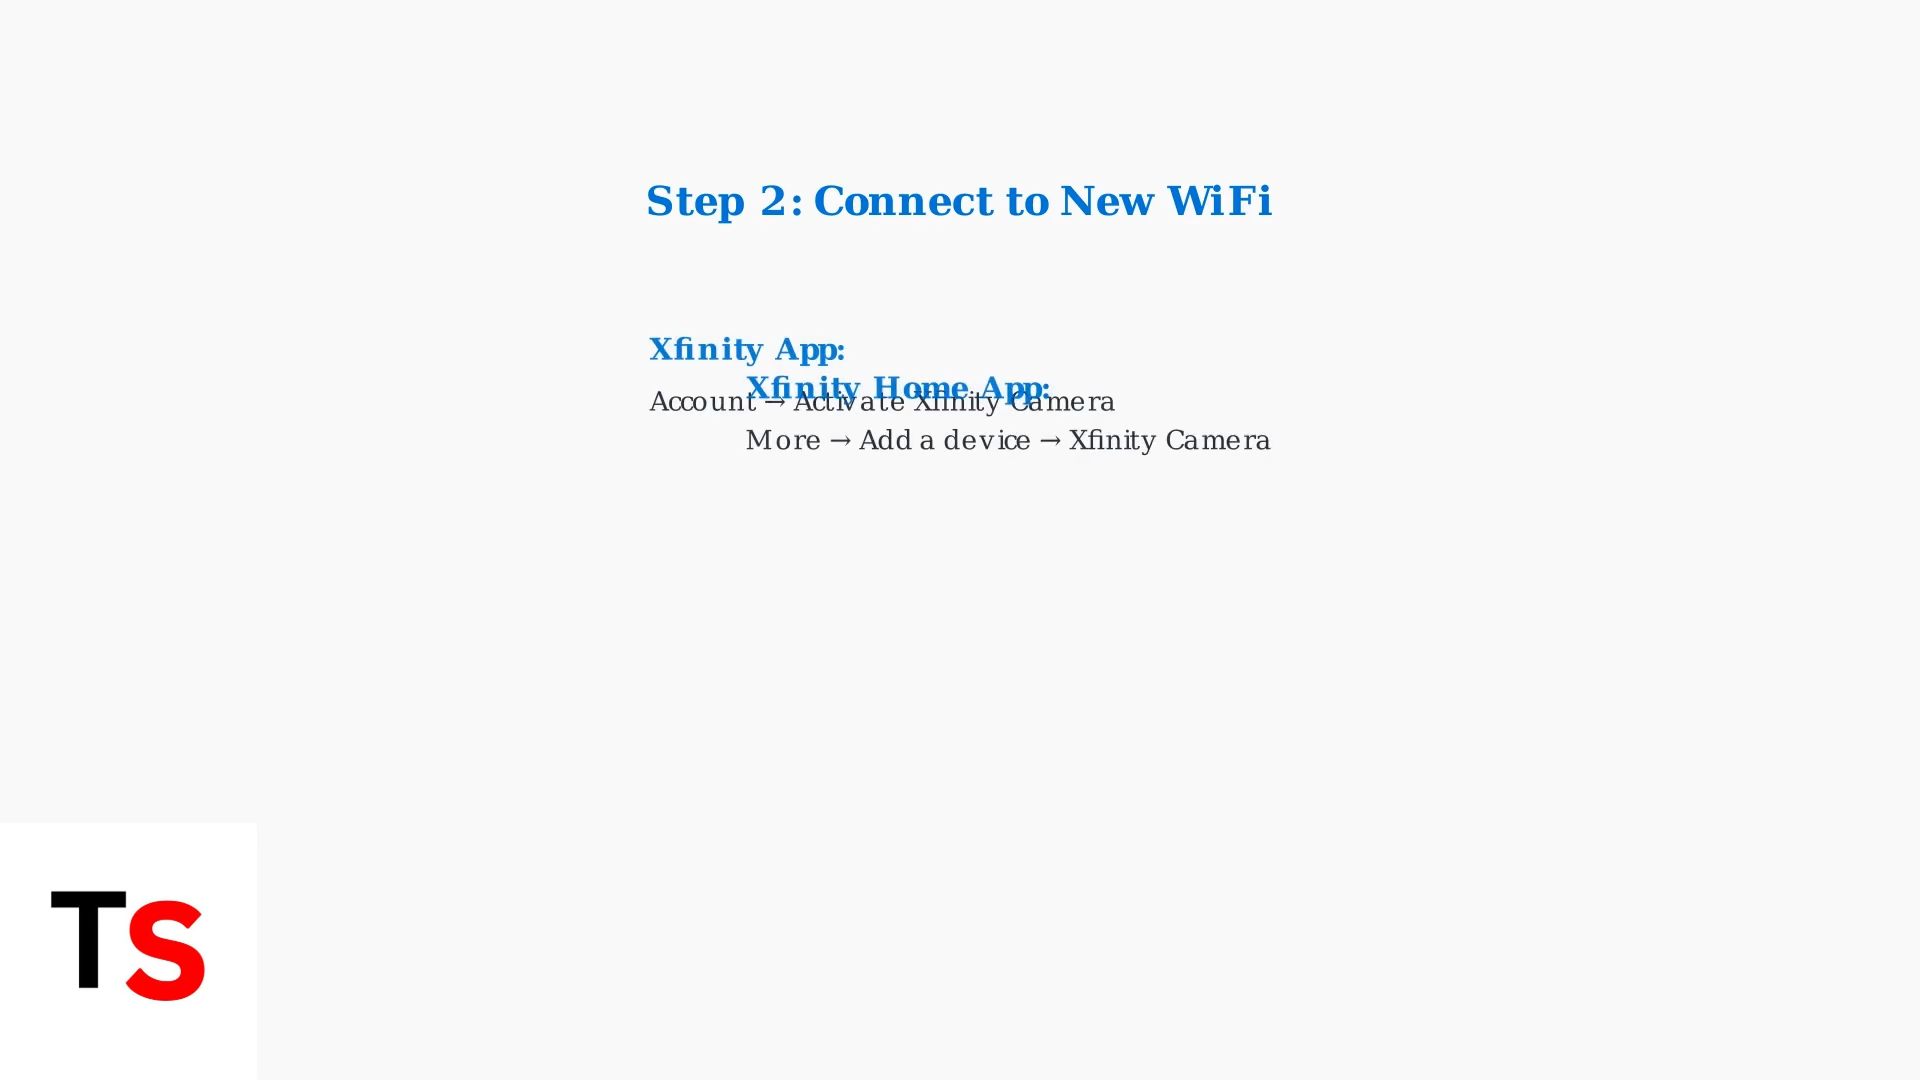 Step 2: Connect to New WiFi
Xfinity App:
Account → Activate Xfinity Camera
Xfinity Home App:
More → Add a device → Xfinity Camera
TS